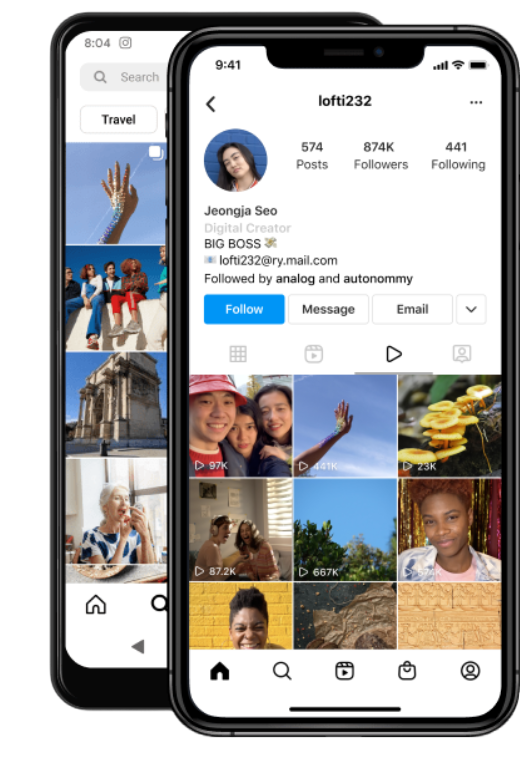 8:04
Search
Travel
9:41
lofti232
574
874K
441
Posts
Followers
Following
Jeongja Seo
Digital Creator
BIG BOSS
lofti232@ry.mail.com
Followed by analog and autonommy
Follow
Message
Email
97K
441K
23K
87.2K
667K